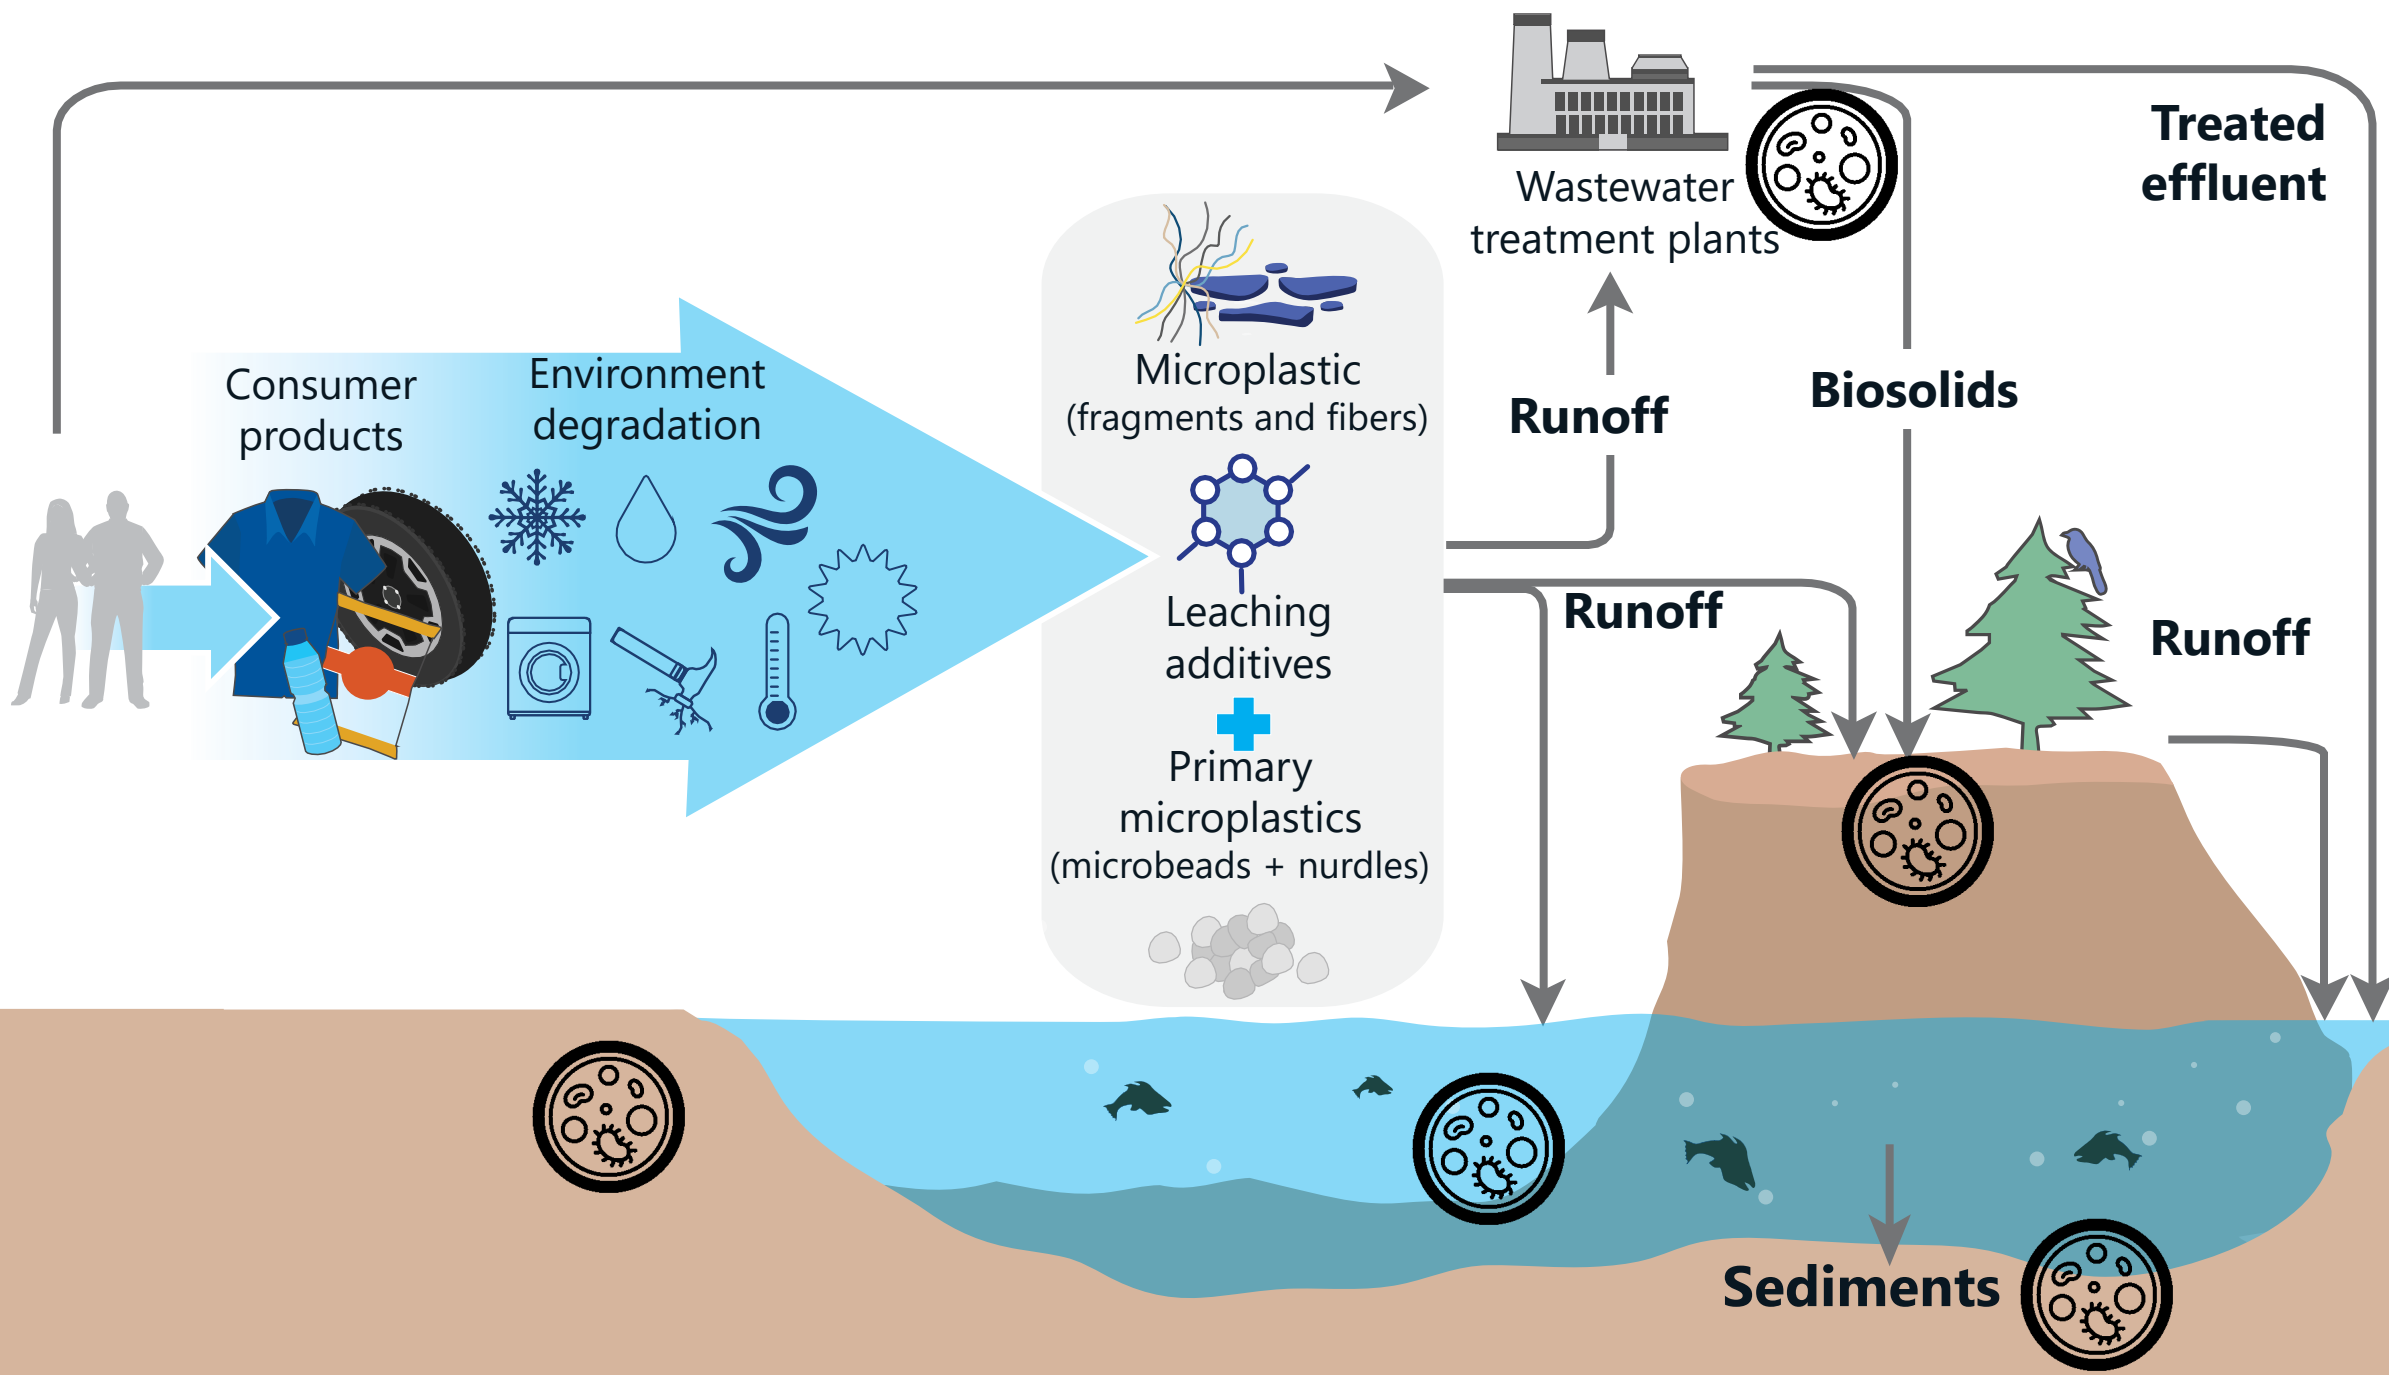 Consumer
products
Environment
degradation
Microplastic
(fragments and fibers)
Leaching
additives
Primary
microplastics
(microbeads + nurdles)
Wastewater
treatment plants
Treated
effluent
Runoff
Biosolids
Runoff
Runoff
Sediments